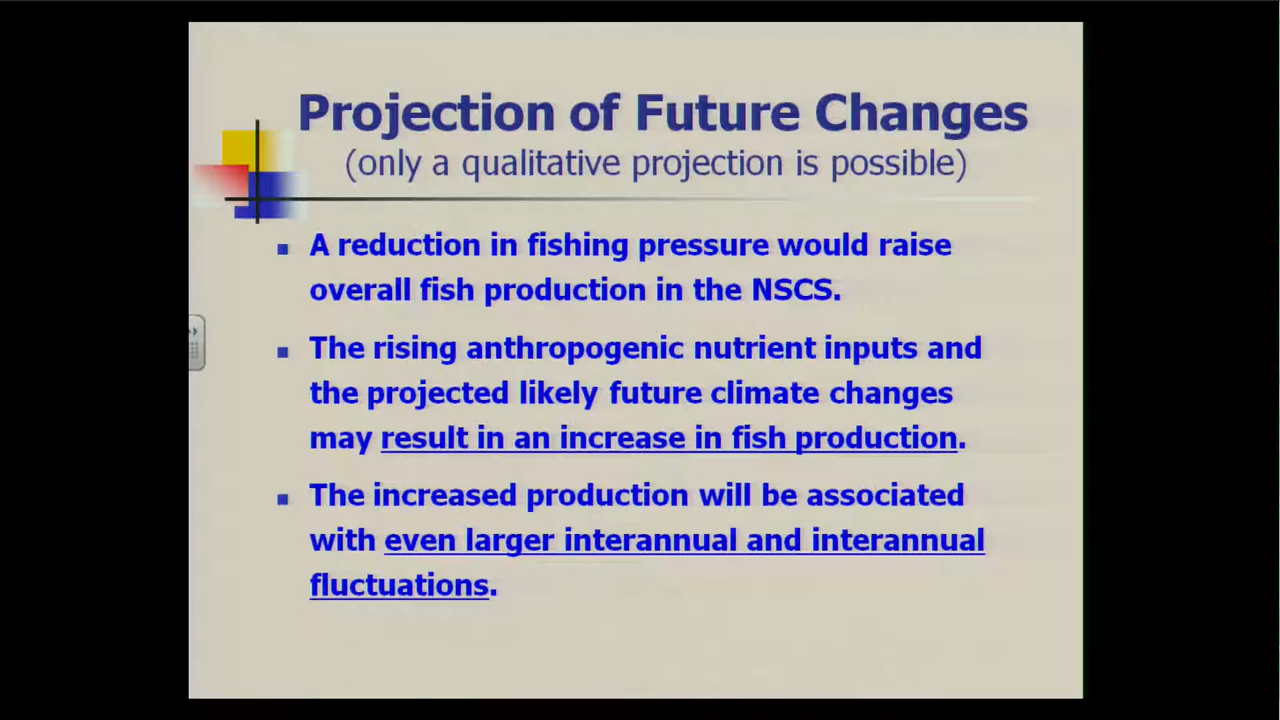 Projection of Future Changes
(only a qualitative projection is possible)
A reduction in fishing pressure would raise
overall fish production in the NSCS.
The rising anthropogenic nutrient inputs and
the projected likely future climate changes
may result in an increase in fish production.
The increased production will be associated
with even larger interannual and interannual
fluctuations.